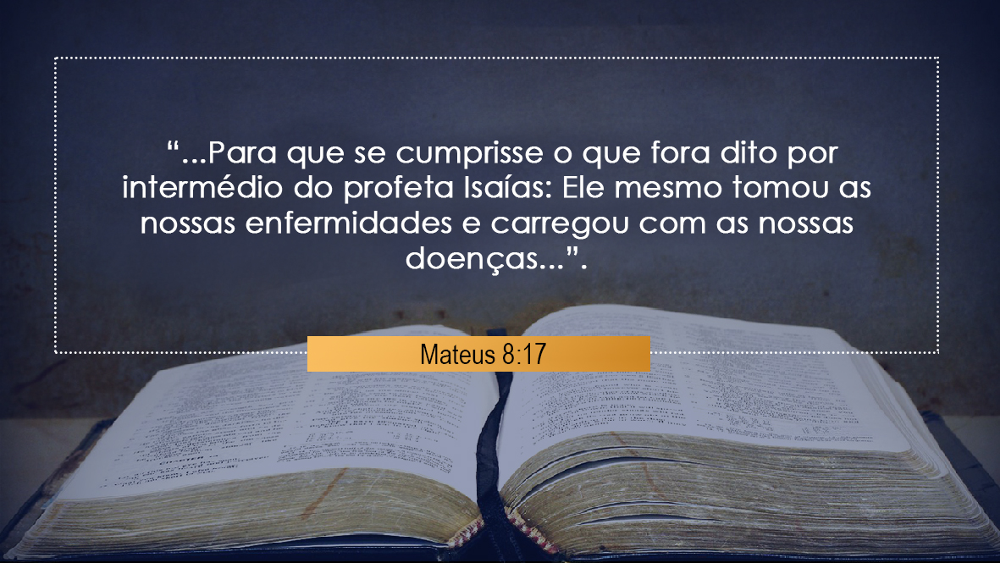 “...Para que se cumprisse o que fora dito por
intermédio do profeta Isaías: Ele mesmo tomou as
nossas enfermidades e carregou com as nossas
doenças...”.
Mateus 8:17